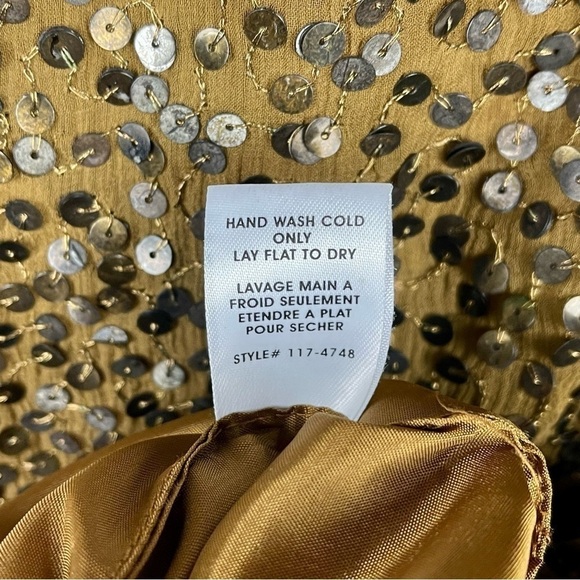 HAND WASH COLD
ONLY
LAY FLAT TO DRY
LAVAGE MAIN A
FROID SEULEMENT
ETENDRE A PLAT
POUR SECHER
STYLE# 117-4748